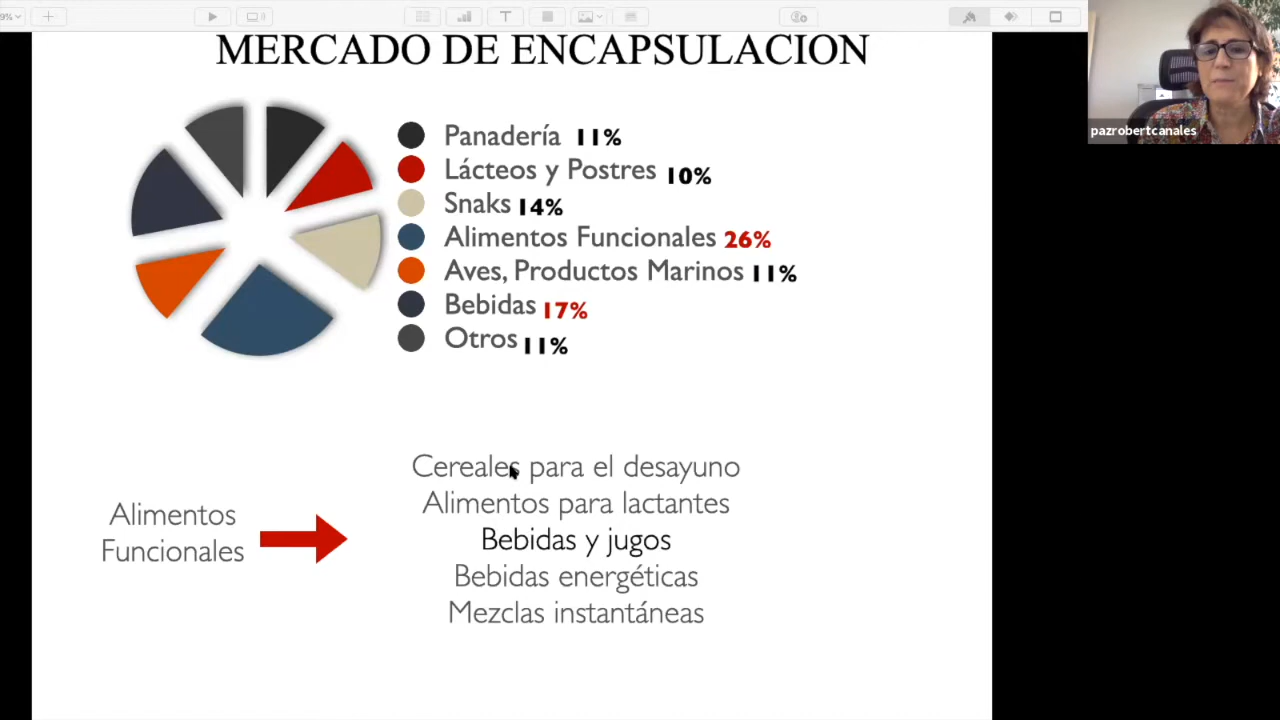 9%
MERCADO DE ENCAPSULACION
pazrobertcanales
Panadería 11%
Lácteos y Postres 10%
Snaks 14%
Alimentos Funcionales 26%
Aves, Productos Marinos 11%
Bebidas 17%
Otros 11%
Cereales para el desayuno
Alimentos para lactantes
Bebidas y jugos
Bebidas energéticas
Mezclas instantáneas
Alimentos
Funcionales